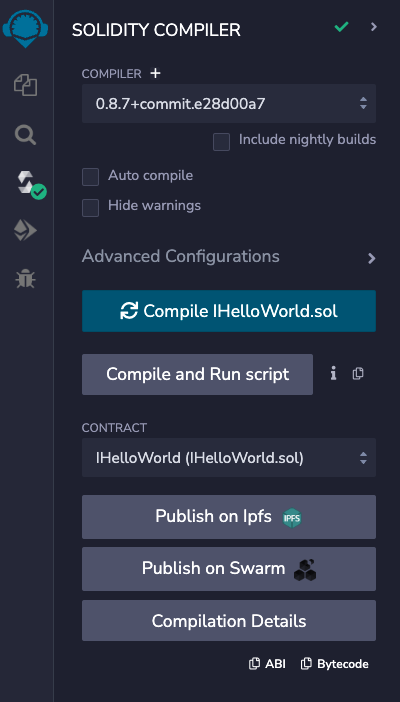 SOLIDITY COMPILER
COMPILER +
0.8.7+commit.e28d00a7
Include nightly builds
Auto compile
Hide warnings
Advanced Configurations
Compile IHelloWorld.sol
Compile and Run script
CONTRACT
IHelloWorld (IHelloWorld.sol)
Publish on Ipfs IPFS
Publish on Swarm
Compilation Details
ABI Bytecode